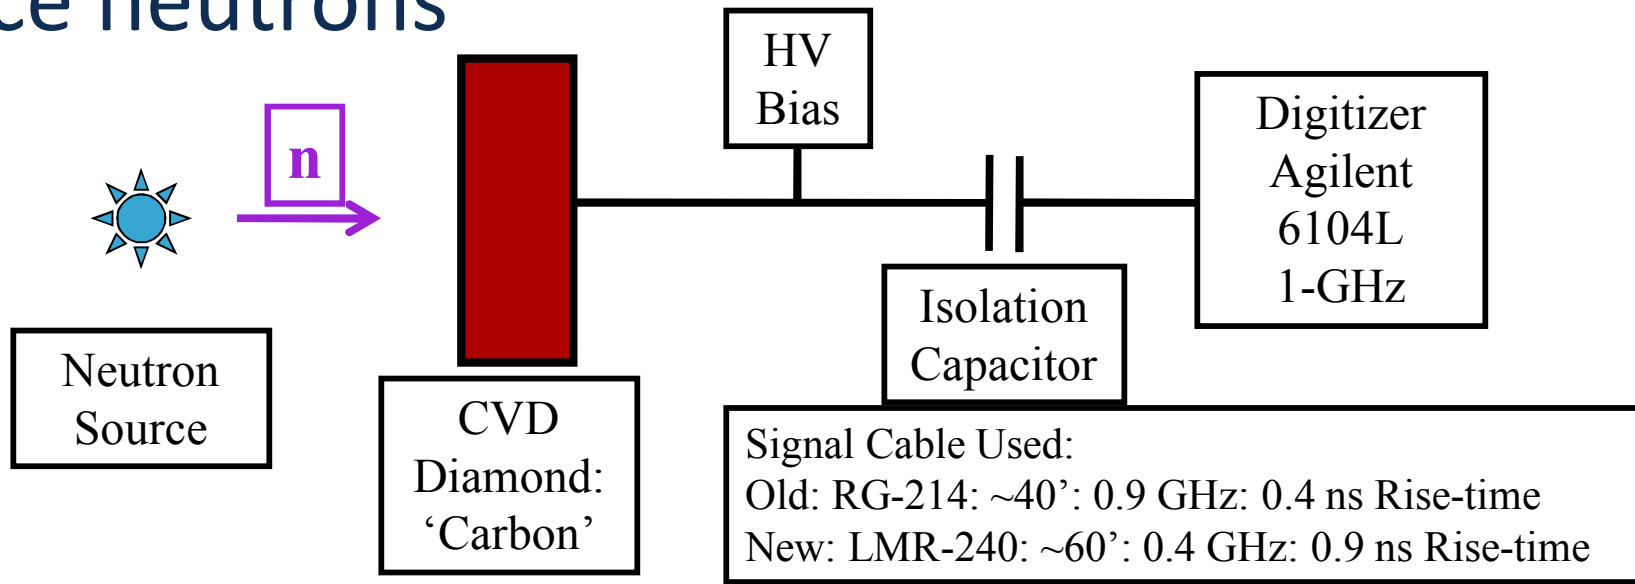 ce neutrons
n
HV
Bias
Digitizer
Agilent
6104L
1-GHz
Neutron
Source
CVD
Diamond:
‘Carbon’
Isolation
Capacitor
Signal Cable Used:
Old: RG-214: ~40’: 0.9 GHz: 0.4 ns Rise-time
New: LMR-240: ~60’: 0.4 GHz: 0.9 ns Rise-time